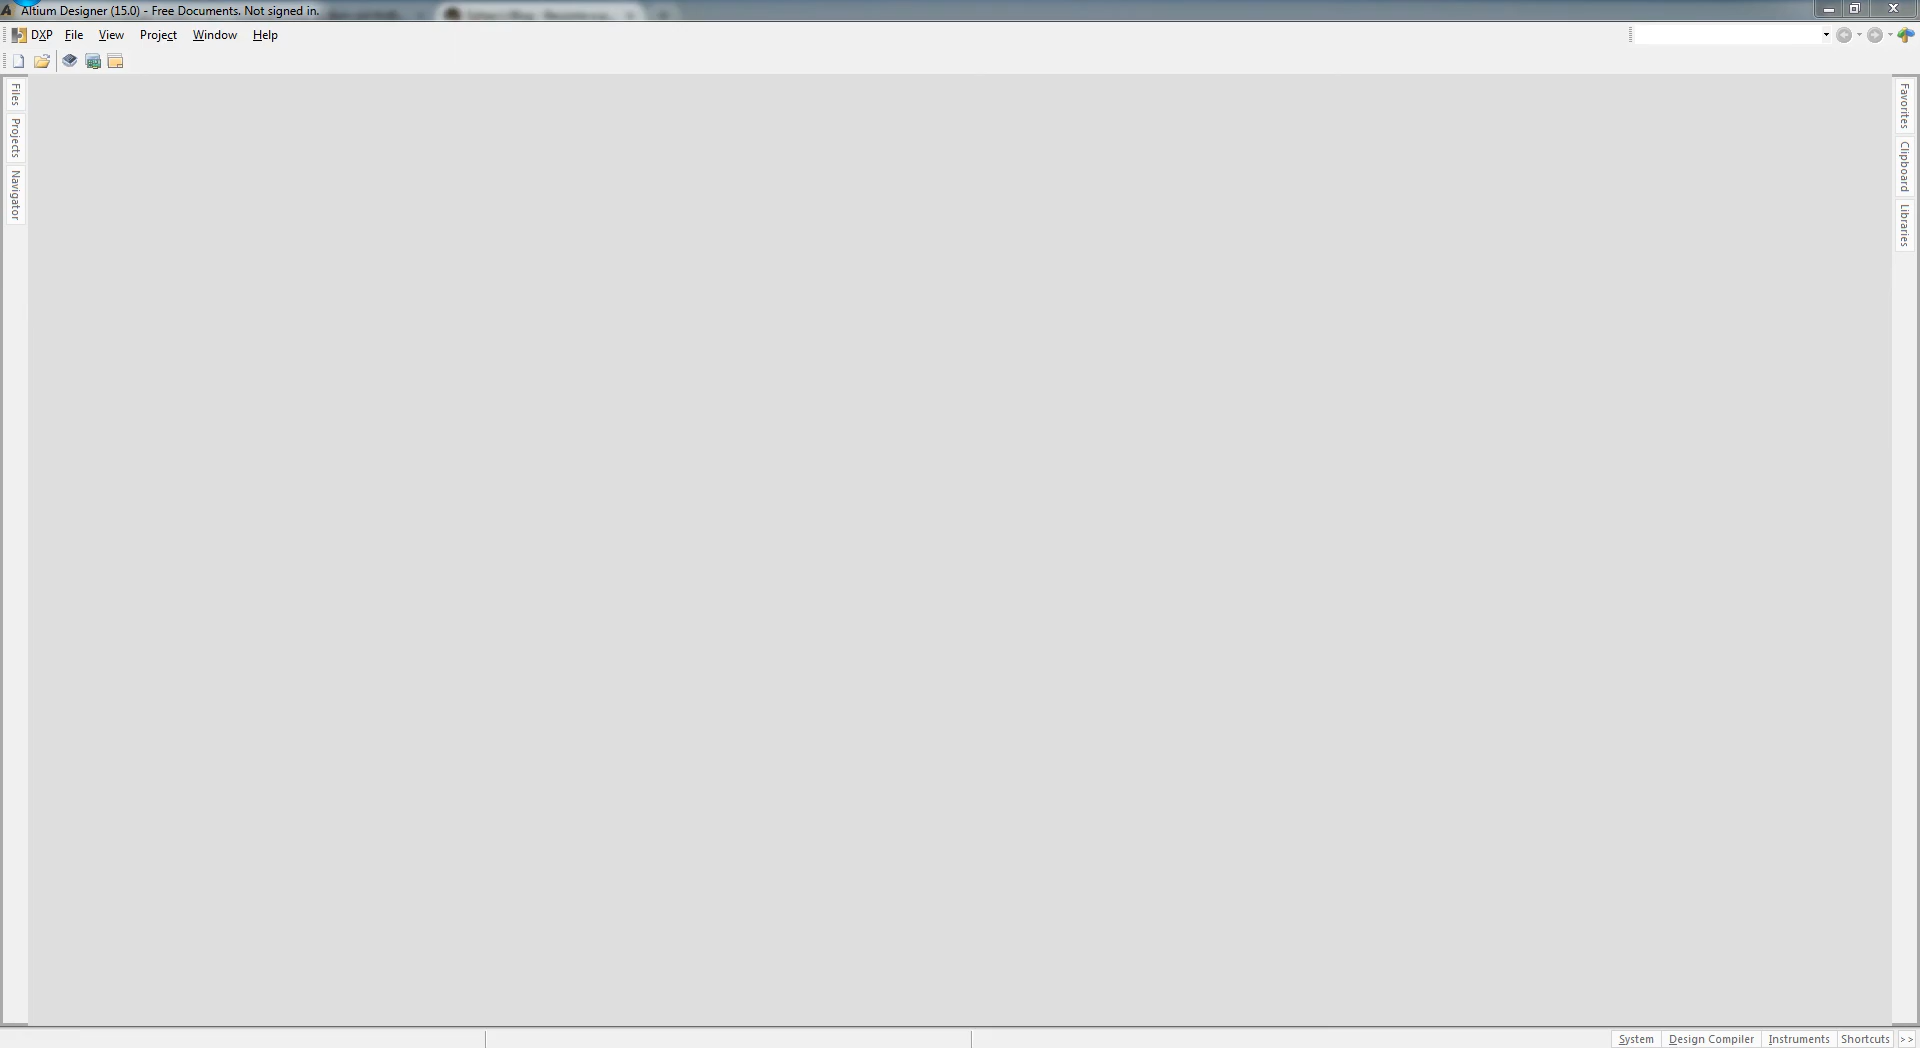 Altium Designer (15.0) - Free Documents. Not signed in.
DXP File View Project Window Help
Files
Projects
Navigator
Favorites
Clipboard
Libraries
System Design Compiler Instruments Shortcuts >>